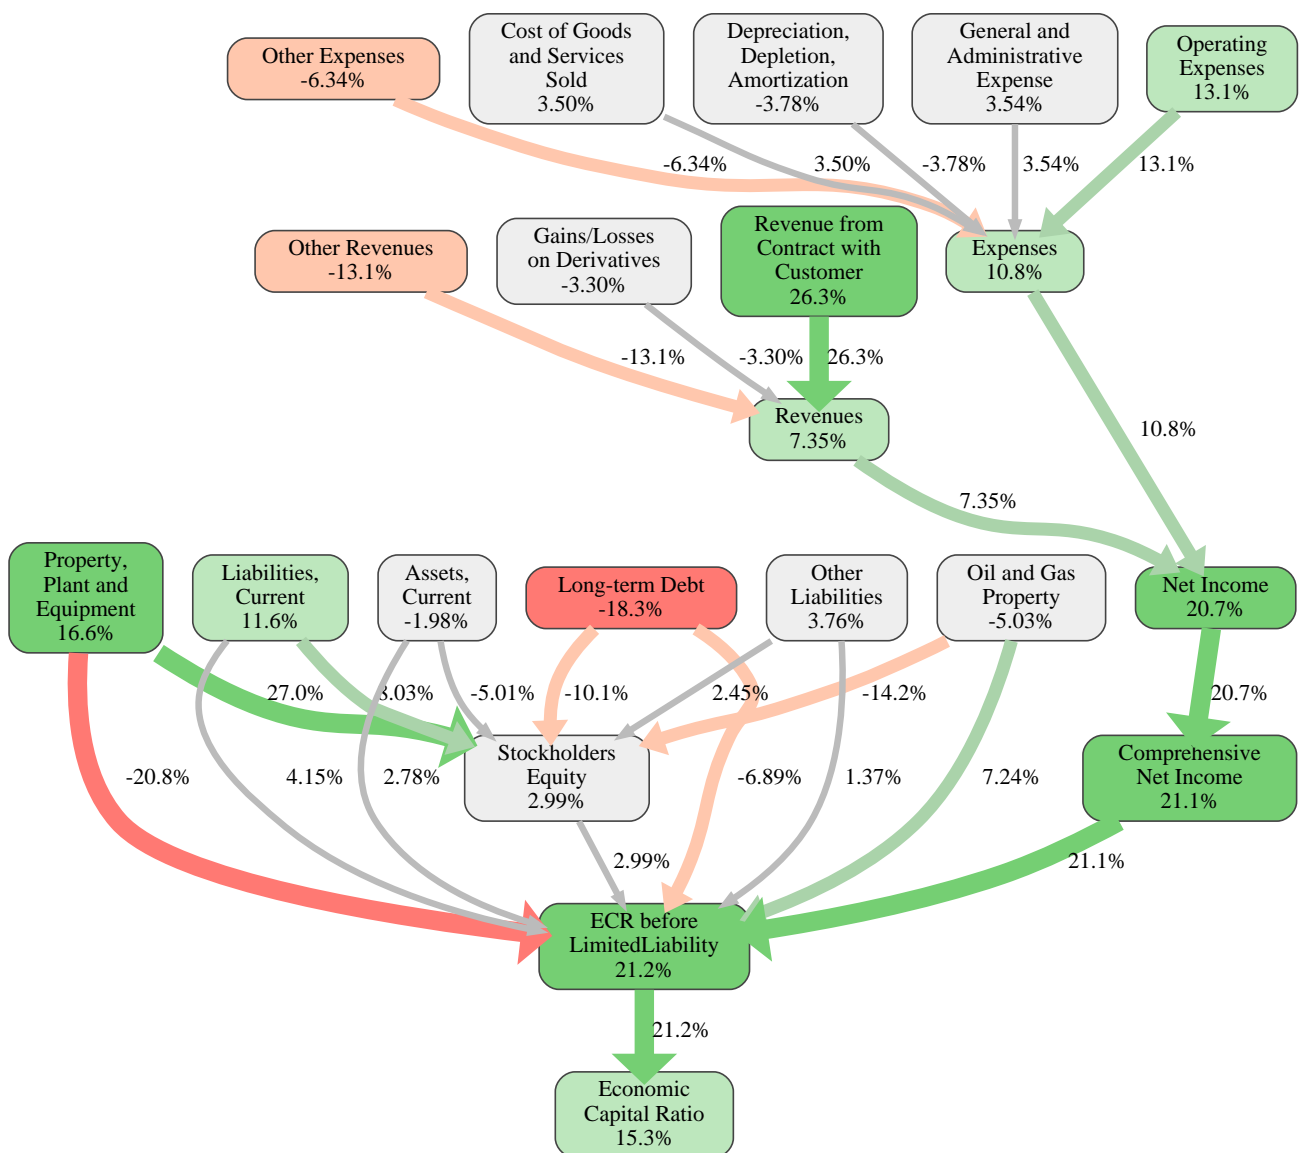 Other Expenses
-6.34%
Cost of Goods
and Services
Sold
3.50%
Depreciation,
Depletion,
Amortization
-3.78%
General and
Administrative
Expense
3.54%
Operating
Expenses
13.1%
-6.34%
3.50%
-3.78%
3.54%
13.1%
Other Revenues
-13.1%
Gains/Losses
on Derivatives
-3.30%
Revenue from
Contract with
Customer
26.3%
Expenses
10.8%
-13.1%
-3.30%
26.3%
Revenues
7.35%
10.8%
7.35%
Property,
Plant and
Equipment
16.6%
Liabilities,
Current
11.6%
Assets,
Current
-1.98%
Long-term Debt
-18.3%
Other
Liabilities
3.76%
Oil and Gas
Property
-5.03%
Net Income
20.7%
27.0%
8.03%
-5.01%
-10.1%
2.45%
-14.2%
20.7%
Stockholders
Equity
2.99%
Comprehensive
Net Income
21.1%
-20.8%
4.15%
2.78%
-6.89%
1.37%
7.24%
2.99%
21.1%
ECR before
LimitedLiability
21.2%
21.2%
Economic
Capital Ratio
15.3%